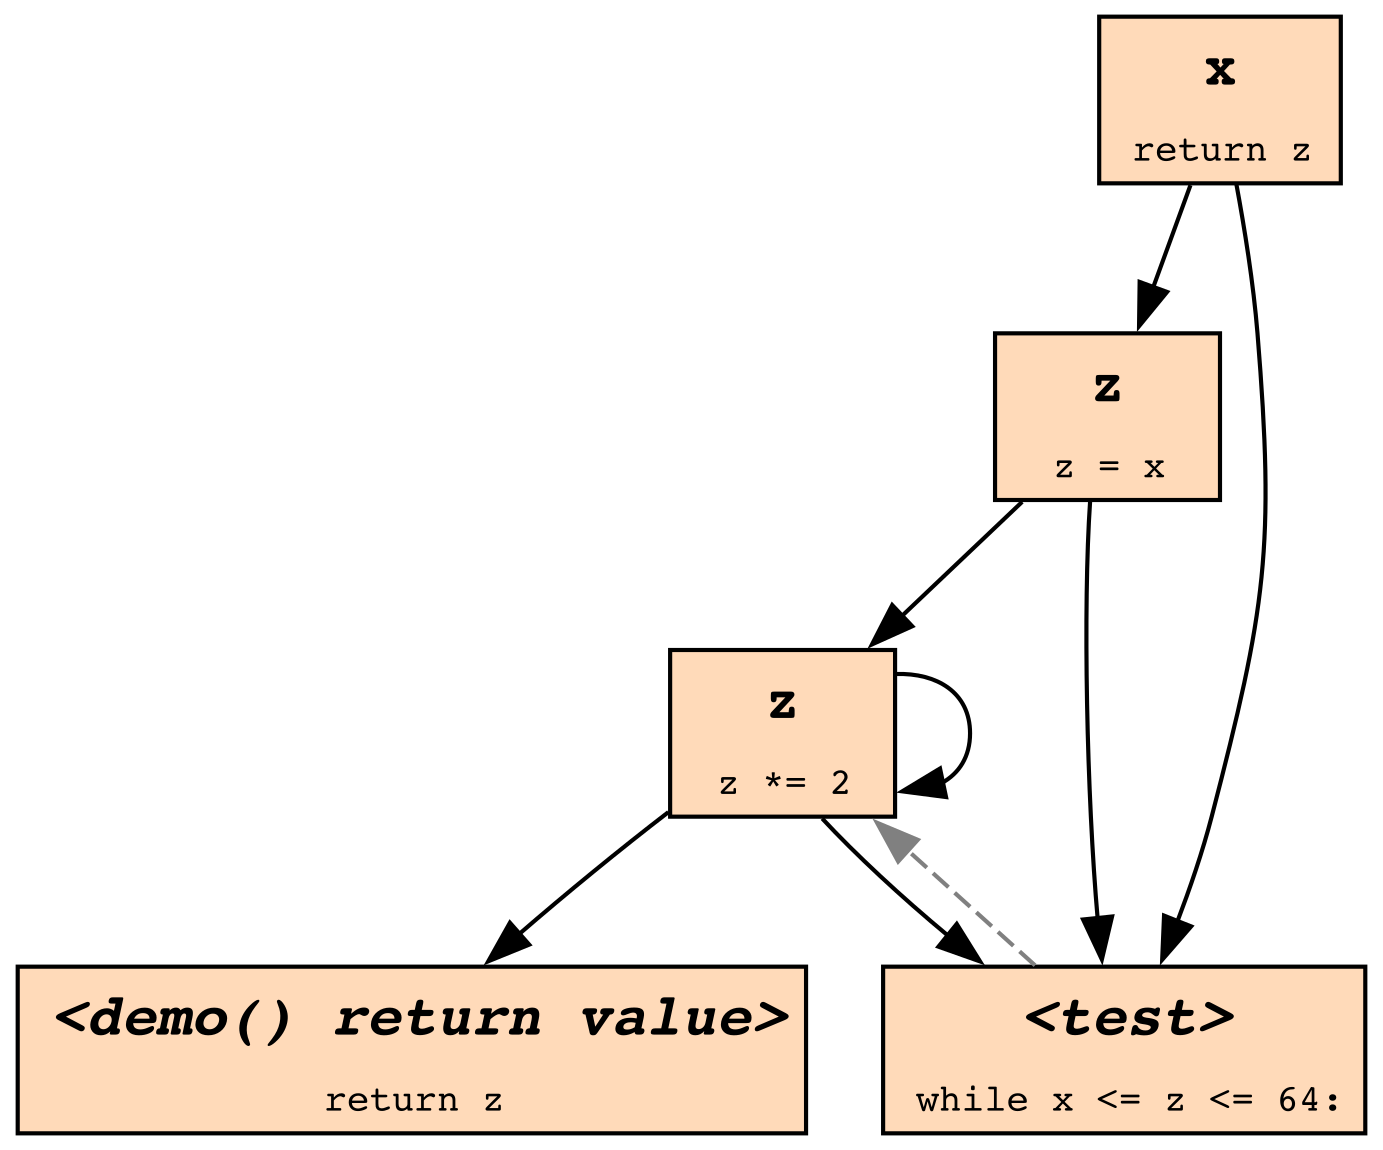 x
return z
z
z = x
z
z *= 2
<demo() return value>
return z
<test>
while x <= z <= 64: